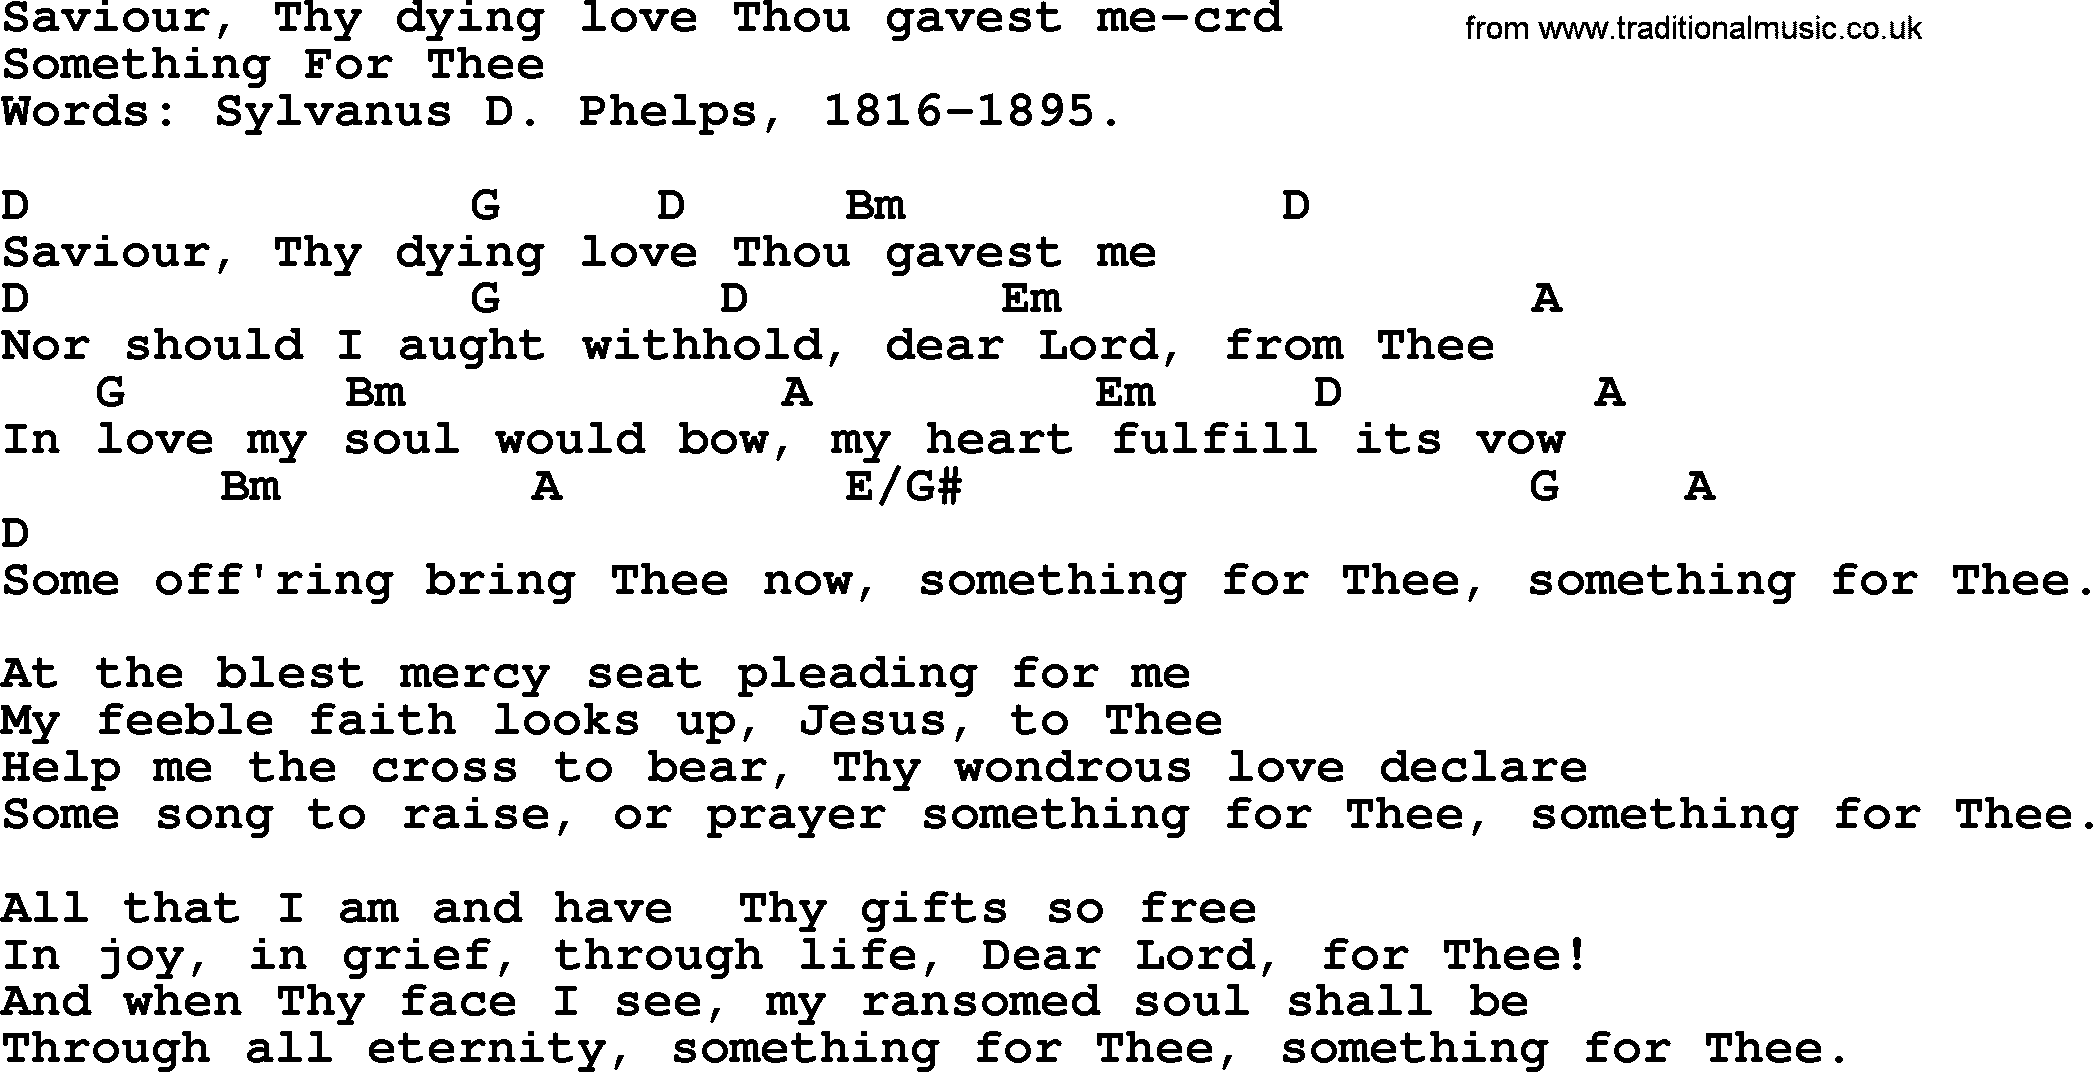 Saviour, Thy dying love Thou gavest me-crd from www.traditionalmusic.co.uk
Something For Thee
Words: Sylvanus D. Phelps, 1816-1895.
D G D Bm D
Saviour, Thy dying love Thou gavest me
D G D Em A
Nor should I aught withhold, dear Lord, from Thee
G Bm A Em D A
In love my soul would bow, my heart fulfill its vow
Bm A E/G# G A
D
Some off'ring bring Thee now, something for Thee, something for Thee.
At the blest mercy seat pleading for me
My feeble faith looks up, Jesus, to Thee
Help me the cross to bear, Thy wondrous love declare
Some song to raise, or prayer something for Thee, something for Thee.
All that I am and have Thy gifts so free
In joy, in grief, through life, Dear Lord, for Thee!
And when Thy face I see, my ransomed soul shall be
Through all eternity, something for Thee, something for Thee.